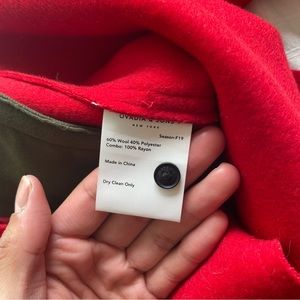 OVADIA & SONS
NEW YORK
Season:F19
60% Wool 40% Polyester
Combo: 100% Rayon
Made in China
Dry Clean Only